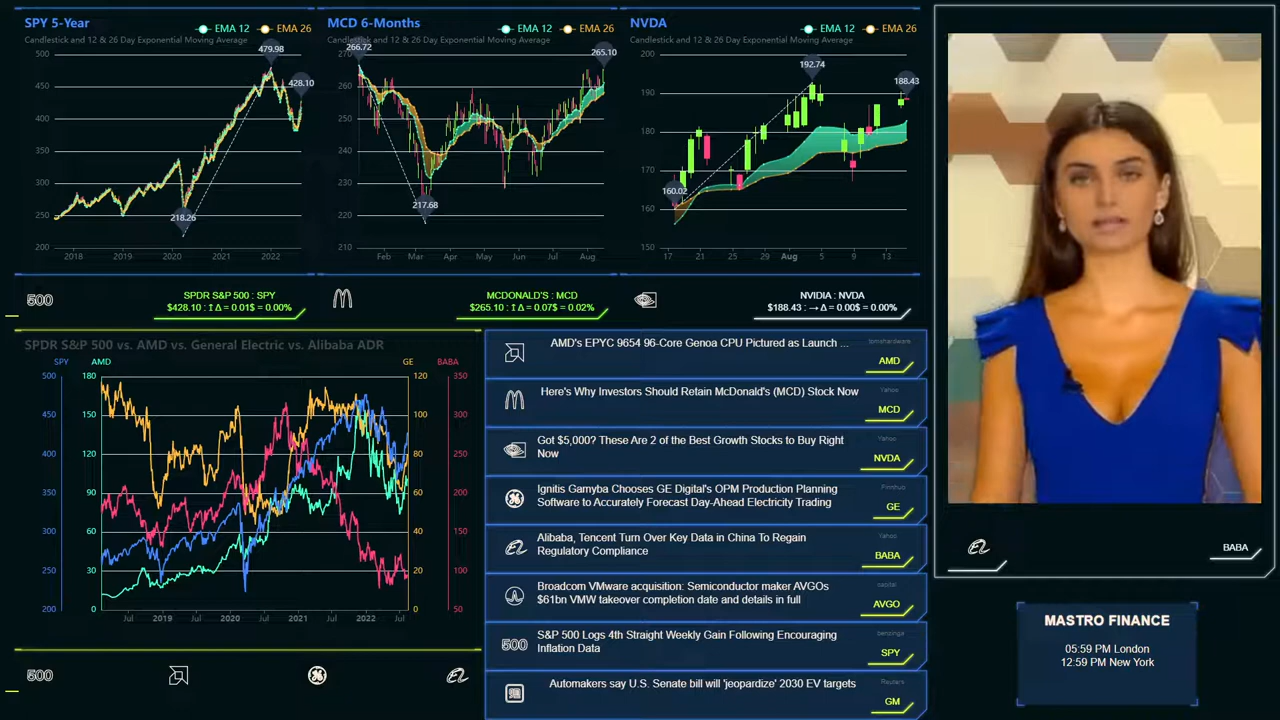 SPY 5-Year
EMA 12 EMA 26
Candlestick and 12 & 26 Day Exponential Moving Average
500
450
400
350
300
250
200
479.98
428.10
218.26
2018 2019 2020 2021 2022
MCD 6-Months
EMA 12 EMA 26
Candlestick and 12 & 26 Day Exponential Moving Average
270
260
250
240
230
220
210
266.72
265.10
217.68
Feb Mar Apr May Jun Jul Aug
NVDA
EMA 12 EMA 26
Candlestick and 12 & 26 Day Exponential Moving Average
200
190
180
170
160
150
192.74
188.43
160.02
17 21 25 29 Aug 5 9 13
500
SPDR S&P 500 : SPY
$428.10 : ↥ Δ = 0.01$ = 0.00%
MCDONALD'S : MCD
$265.10 : ↥ Δ = 0.07$ = 0.02%
NVIDIA : NVDA
$188.43 : → Δ = 0.00$ = 0.00%
SPDR S&P 500 vs. AMD vs. General Electric vs. Alibaba ADR
SPY AMD GE BABA
500 180 120 350
450 150 100 300
400 120 80 250
350 90 60 200
300 60 40 150
250 30 20 100
200 0 0 50
Jul 2019 Jul 2020 Jul 2021 Jul 2022 Jul
500
AMD's EPYC 9654 96-Core Genoa CPU Pictured as Launch ...
tomshardware
AMD
Here's Why Investors Should Retain McDonald's (MCD) Stock Now
Yahoo
MCD
Got $5,000? These Are 2 of the Best Growth Stocks to Buy Right
Now
Yahoo
NVDA
Ignitis Gamyba Chooses GE Digital's OPM Production Planning
Software to Accurately Forecast Day-Ahead Electricity Trading
GE
Alibaba, Tencent Turn Over Key Data in China To Regain
Regulatory Compliance
Yahoo
BABA
Broadcom VMware acquisition: Semiconductor maker AVGOs
$61bn VMW takeover completion date and details in full
capital
AVGO
500
S&P 500 Logs 4th Straight Weekly Gain Following Encouraging
Inflation Data
benzinga
SPY
Automakers say U.S. Senate bill will 'jeopardize' 2030 EV targets
Reuters
GM
BABA
MASTRO FINANCE
05:59 PM London
12:59 PM New York